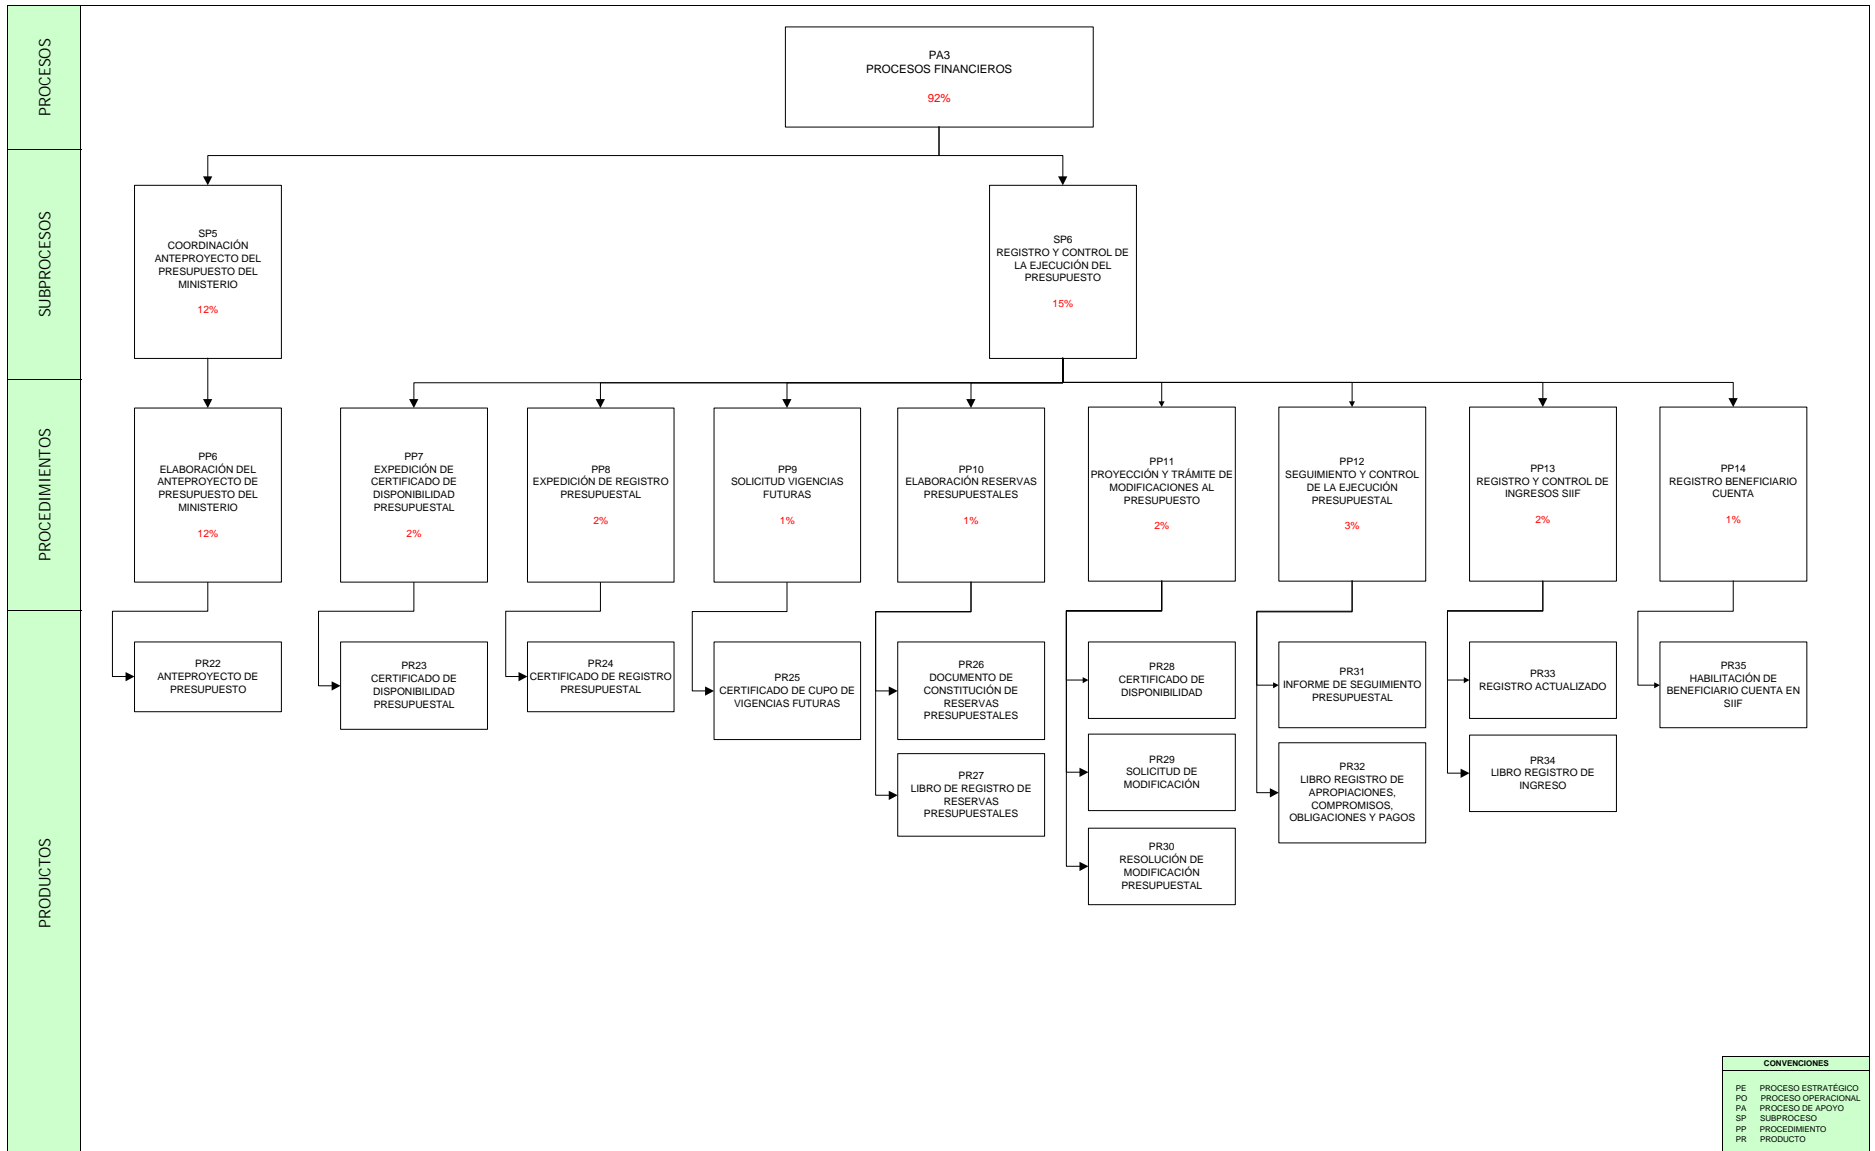 PROCESOS
PA3
PROCESOS FINANCIEROS
92%
SUBPROCESOS
SP5
COORDINACIÓN
ANTEPROYECTO DEL
PRESUPUESTO DEL
MINISTERIO
12%
SP6
REGISTRO Y CONTROL DE
LA EJECUCIÓN DEL
PRESUPUESTO
15%
PROCEDIMIENTOS
PP6
ELABORACIÓN DEL
ANTEPROYECTO DE
PRESUPUESTO DEL
MINISTERIO
12%
PP7
EXPEDICIÓN DE
CERTIFICADO DE
DISPONIBILIDAD
PRESUPUESTAL
2%
PP8
EXPEDICIÓN DE REGISTRO
PRESUPUESTAL
2%
PP9
SOLICITUD VIGENCIAS
FUTURAS
1%
PP10
ELABORACIÓN RESERVAS
PRESUPUESTALES
1%
PP11
PROYECCIÓN Y TRÁMITE DE
MODIFICACIONES AL
PRESUPUESTO
2%
PP12
SEGUIMIENTO Y CONTROL
DE LA EJECUCIÓN
PRESUPUESTAL
3%
PP13
REGISTRO Y CONTROL DE
INGRESOS SIIF
2%
PP14
REGISTRO BENEFICIARIO
CUENTA
1%
PRODUCTOS
PR22
ANTEPROYECTO DE
PRESUPUESTO
PR23
CERTIFICADO DE
DISPONIBILIDAD
PRESUPUESTAL
PR24
CERTIFICADO DE REGISTRO
PRESUPUESTAL
PR25
CERTIFICADO DE CUPO DE
VIGENCIAS FUTURAS
PR26
DOCUMENTO DE
CONSTITUCIÓN DE
RESERVAS
PRESUPUESTALES
PR27
LIBRO DE REGISTRO DE
RESERVAS
PRESUPUESTALES
PR28
CERTIFICADO DE
DISPONIBILIDAD
PR29
SOLICITUD DE
MODIFICACIÓN
PR30
RESOLUCIÓN DE
MODIFICACIÓN
PRESUPUESTAL
PR31
INFORME DE SEGUIMIENTO
PRESUPUESTAL
PR32
LIBRO REGISTRO DE
APROPIACIONES,
COMPROMISOS,
OBLIGACIONES Y PAGOS
PR33
REGISTRO ACTUALIZADO
PR34
LIBRO REGISTRO DE
INGRESO
PR35
HABILITACIÓN DE
BENEFICIARIO CUENTA EN
SIIF
CONVENCIONES
PE PROCESO ESTRATÉGICO
PO PROCESO OPERACIONAL
PA PROCESO DE APOYO
SP SUBPROCESO
PP PROCEDIMIENTO
PR PRODUCTO